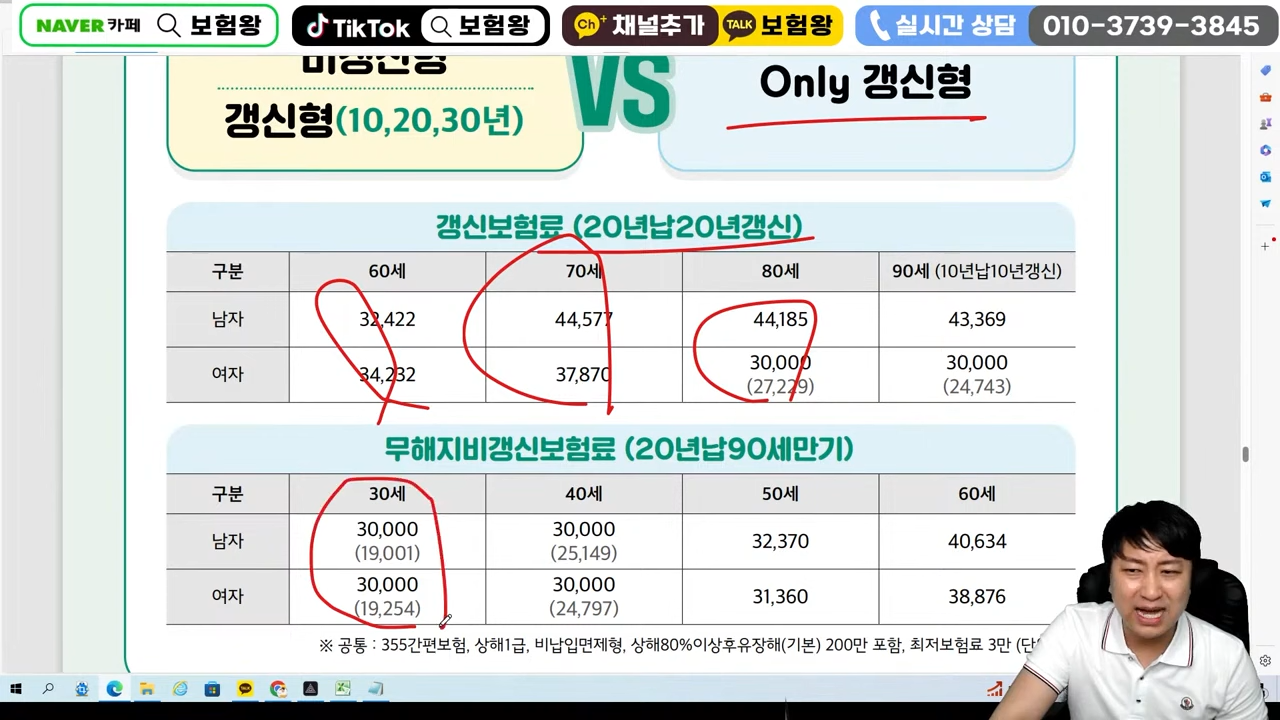 NAVER 카페 보험왕
TikTok 보험왕
Ch+ 채널추가 TALK 보험왕
실시간 상담 010-3739-3845
비갱신형
갱신형(10,20,30년)
VS
Only 갱신형
갱신보험료 (20년납20년갱신)
구분 60세 70세 80세 90세 (10년납10년갱신)
남자 32,422 44,577 44,185 43,369
여자 34,232 37,870 30,000 (27,229) 30,000 (24,743)
무해지비갱신보험료 (20년납90세만기)
구분 30세 40세 50세 60세
남자 30,000 (19,001) 30,000 (25,149) 32,370 40,634
여자 30,000 (19,254) 30,000 (24,797) 31,360 38,876
※ 공통 : 355간편보험, 상해1급, 비납입면제형, 상해80%이상후유장해(기본) 200만 포함, 최저보험료 3만